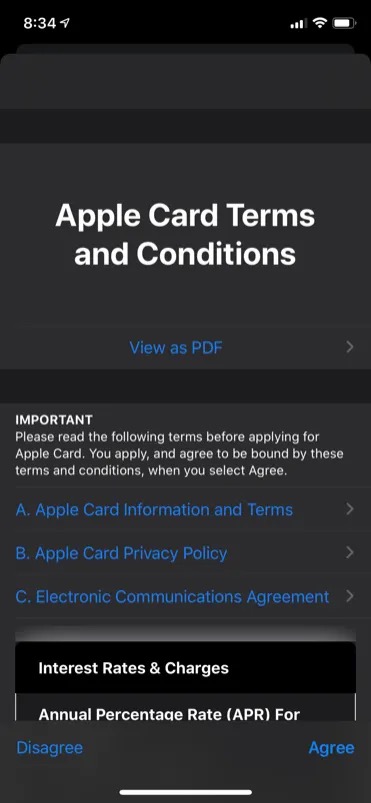 8:34
Apple Card Terms
and Conditions
View as PDF
IMPORTANT
Please read the following terms before applying for
Apple Card. You apply, and agree to be bound by these
terms and conditions, when you select Agree.
A. Apple Card Information and Terms
B. Apple Card Privacy Policy
C. Electronic Communications Agreement
Interest Rates & Charges
Annual Percentage Rate (APR) For
Disagree
Agree